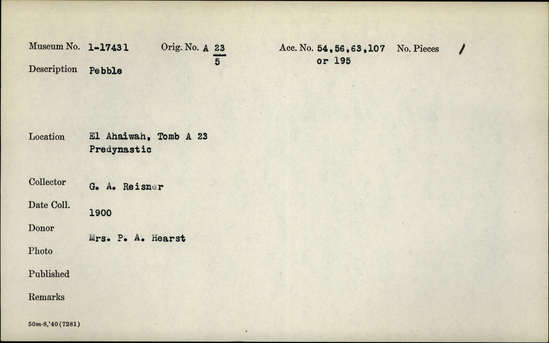 Museum No. 1-17431 Orig. No. A 23/5 Acc. No. 54,56,63,107 No. Pieces /
or 195
Description Pebble
Location El Ahaiwah, Tomb A 23
Predynastic
Collector G. A. Reisner
Date Coll. 1900
Donor Mrs. P. A. Hearst
Photo
Published
Remarks
50m-8,'40(7281)